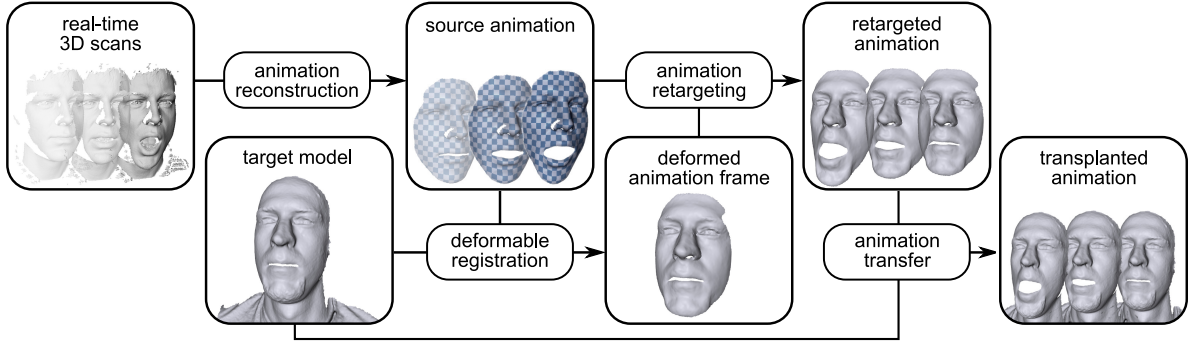 real-time
3D scans
animation
reconstruction
source animation
animation
retargeting
retargeted
animation
target model
deformable
registration
deformed
animation frame
animation
transfer
transplanted
animation